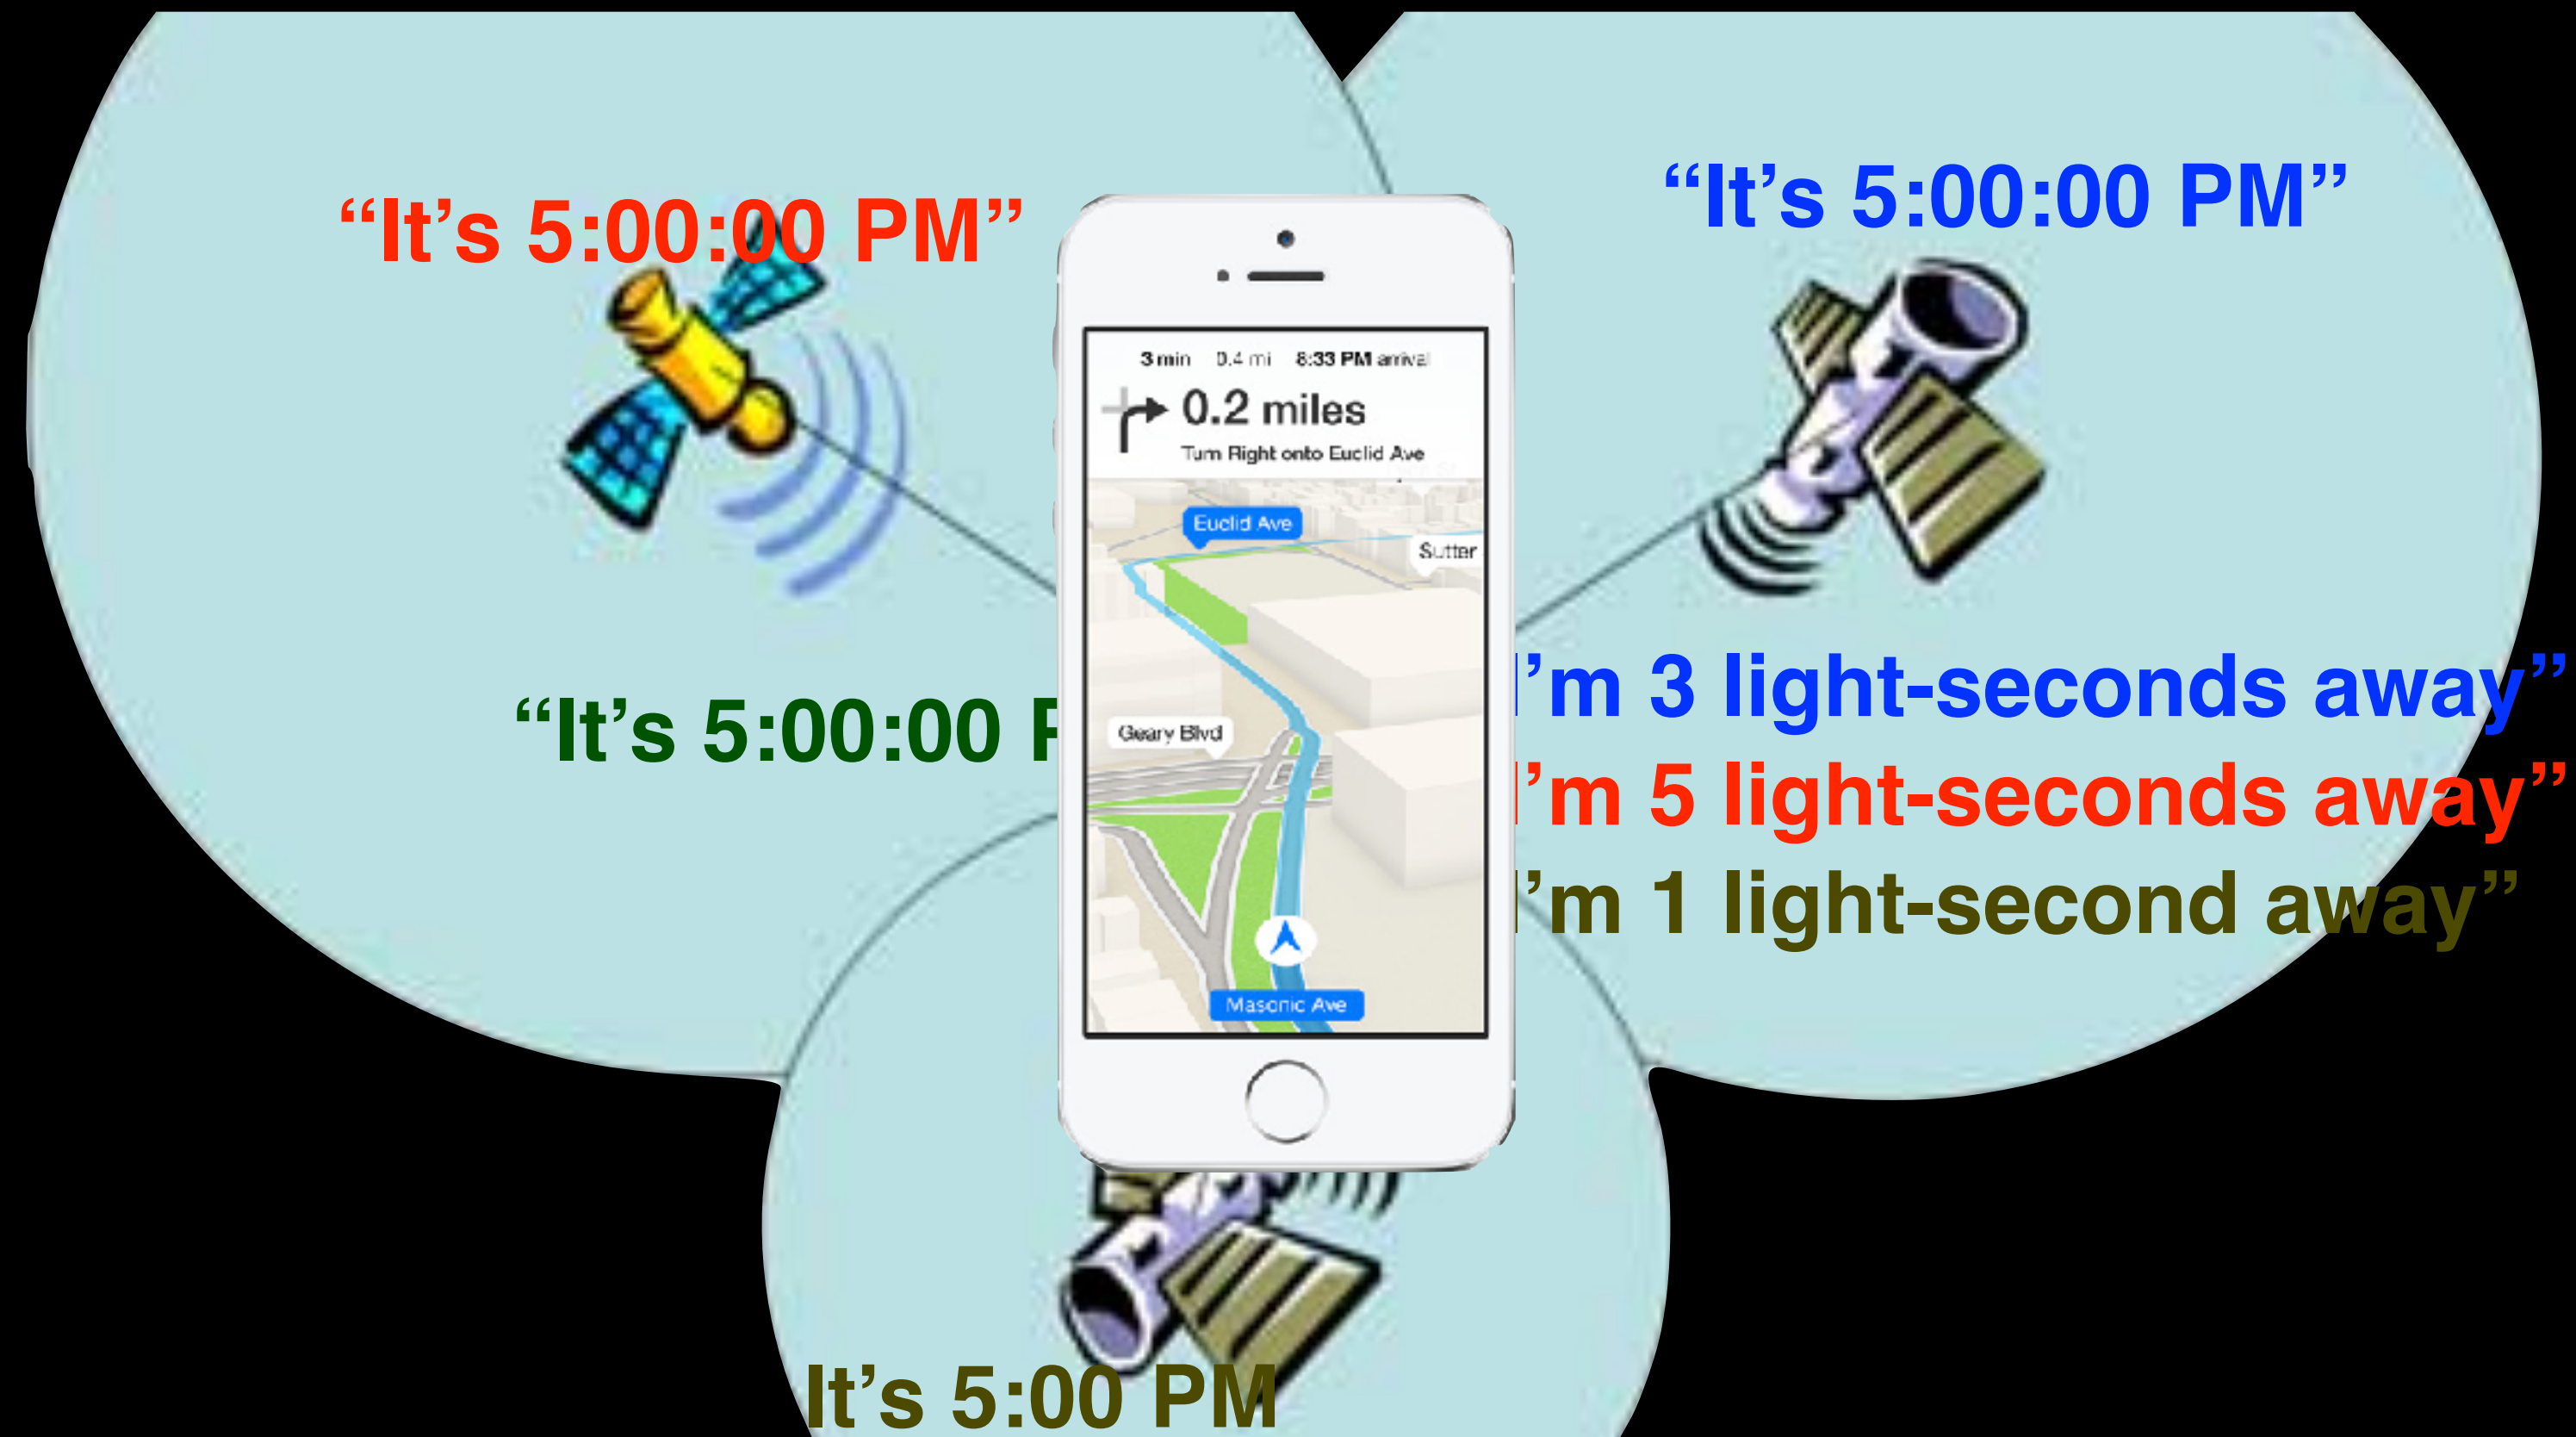 “It’s 5:00:00 PM”
“It’s 5:00:00 PM”
3 min 0.4 mi 8:33 PM arrival
0.2 miles
Turn Right onto Euclid Ave
Euclid Ave
Sutter
“It’s 5:00:00
’m 3 light-seconds away”
Geary Blvd
’m 5 light-seconds away”
’m 1 light-second away”
Masonic Ave
It’s 5:00 PM